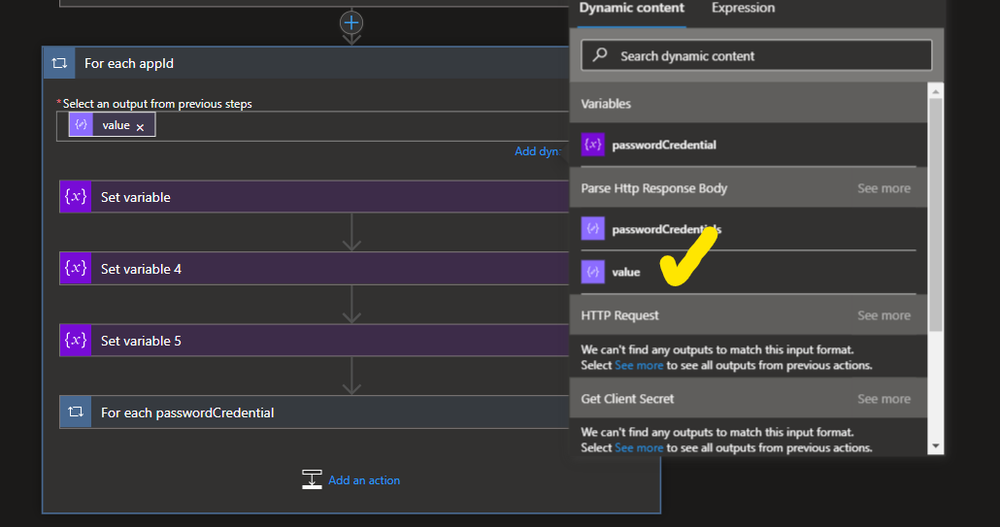 Dynamic content Expression
For each appId
Search dynamic content
*Select an output from previous steps
Variables
value ×
{x} passwordCredential
Add dyn
Parse Http Response Body See more
{x} Set variable
passwordCredentials
value
{x} Set variable 4
HTTP Request See more
We can't find any outputs to match this input format.
Select See more to see all outputs from previous actions.
{x} Set variable 5
Get Client Secret See more
For each passwordCredential
We can't find any outputs to match this input format.
Select See more to see all outputs from previous actions.
Add an action